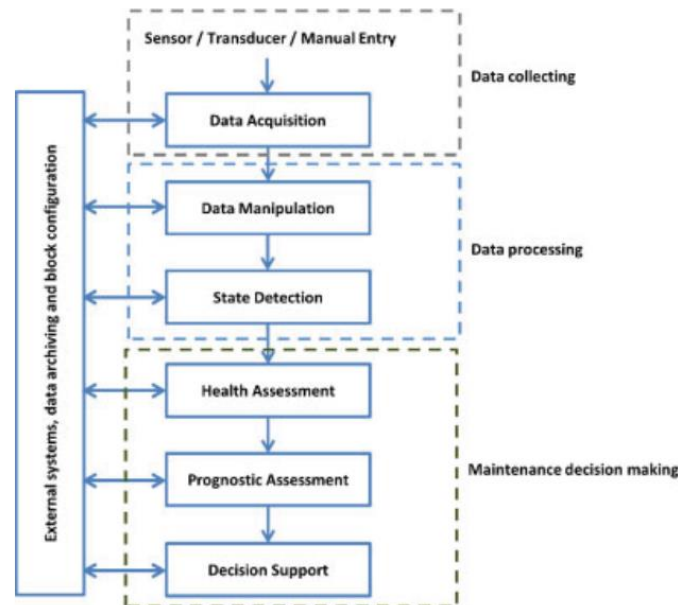 Sensor / Transducer / Manual Entry
Data collecting
Data Acquisition
External systems, data archiving and block configuration
Data Manipulation
Data processing
State Detection
Health Assessment
Prognostic Assessment
Maintenance decision making
Decision Support